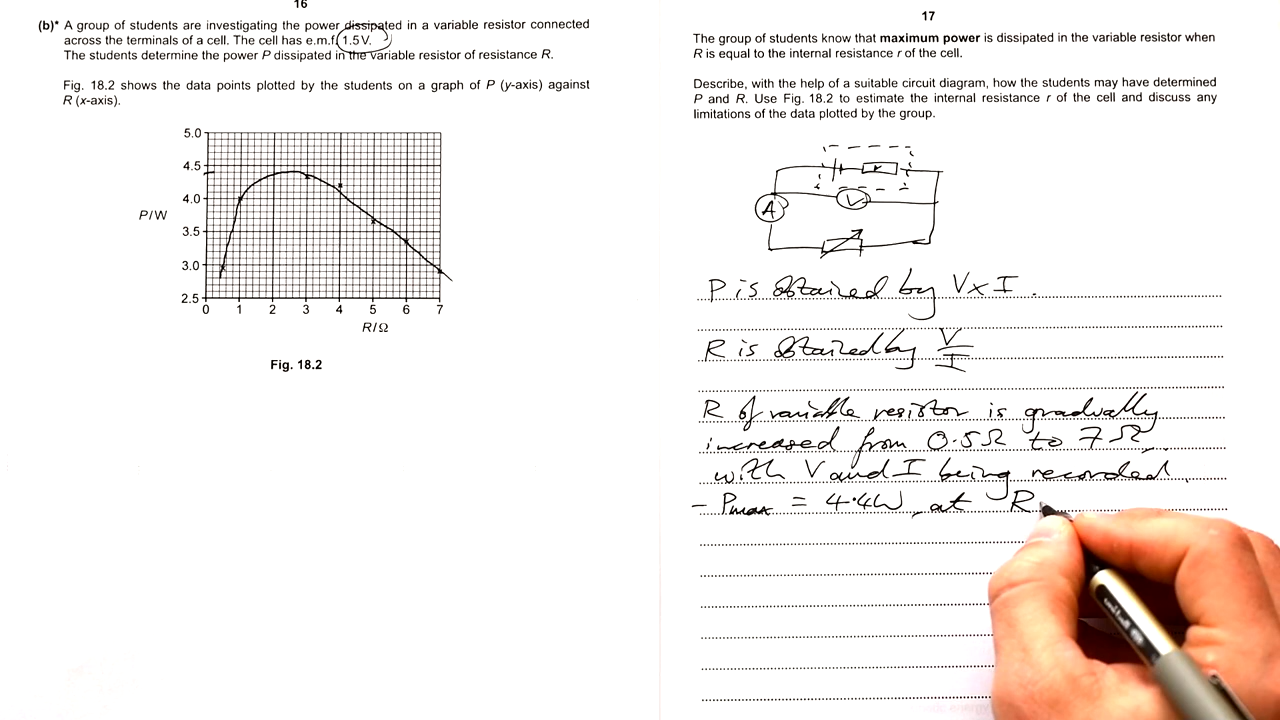 16
(b)* A group of students are investigating the power dissipated in a variable resistor connected
across the terminals of a cell. The cell has e.m.f. 1.5 V.
The students determine the power P dissipated in the variable resistor of resistance R.
Fig. 18.2 shows the data points plotted by the students on a graph of P (y-axis) against
R (x-axis).
5.0
4.5
4.0
3.5
3.0
2.5
P/W
0 1 2 3 4 5 6 7
R/Ω
Fig. 18.2
17
The group of students know that maximum power is dissipated in the variable resistor when
R is equal to the internal resistance r of the cell.
Describe, with the help of a suitable circuit diagram, how the students may have determined
P and R. Use Fig. 18.2 to estimate the internal resistance r of the cell and discuss any
limitations of the data plotted by the group.
A
V
P is obtained by V x I.
R is obtained by V/I
R of variable resistor is gradually
increased from 0.5Ω to 7Ω
with V and I being recorded.
- Pmax = 4.4W, at R